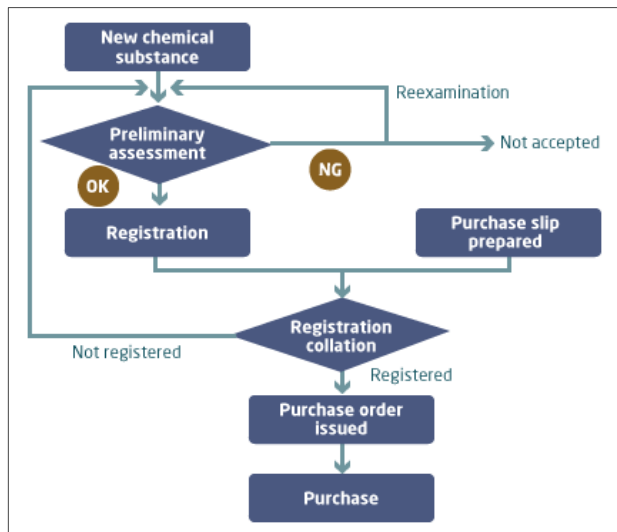 New chemical
substance
Reexamination
Preliminary
assessment
Not accepted
NG
OK
Registration
Purchase slip
prepared
Registration
collation
Not registered
Registered
Purchase order
issued
Purchase